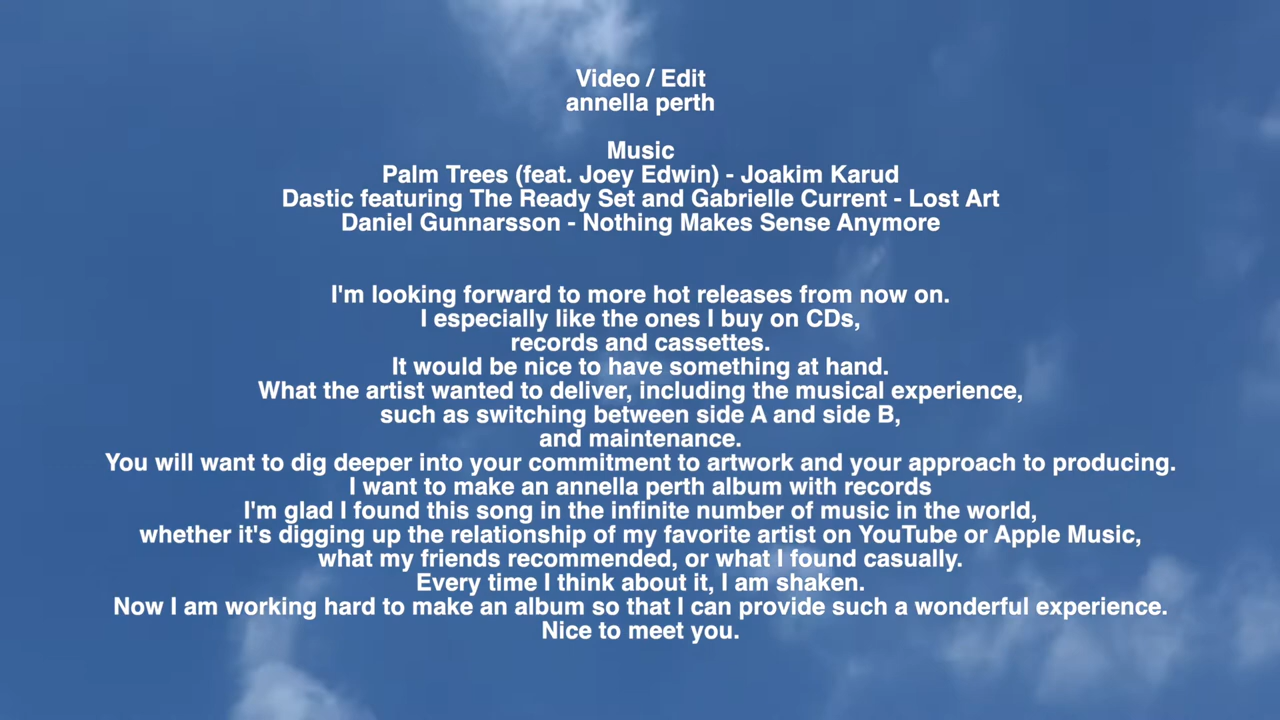 Video / Edit
annella perth
Music
Palm Trees (feat. Joey Edwin) - Joakim Karud
Dastic featuring The Ready Set and Gabrielle Current - Lost Art
Daniel Gunnarsson - Nothing Makes Sense Anymore
I'm looking forward to more hot releases from now on.
I especially like the ones I buy on CDs,
records and cassettes.
It would be nice to have something at hand.
What the artist wanted to deliver, including the musical experience,
such as switching between side A and side B,
and maintenance.
You will want to dig deeper into your commitment to artwork and your approach to producing.
I want to make an annella perth album with records
I'm glad I found this song in the infinite number of music in the world,
whether it's digging up the relationship of my favorite artist on YouTube or Apple Music,
what my friends recommended, or what I found casually.
Every time I think about it, I am shaken.
Now I am working hard to make an album so that I can provide such a wonderful experience.
Nice to meet you.